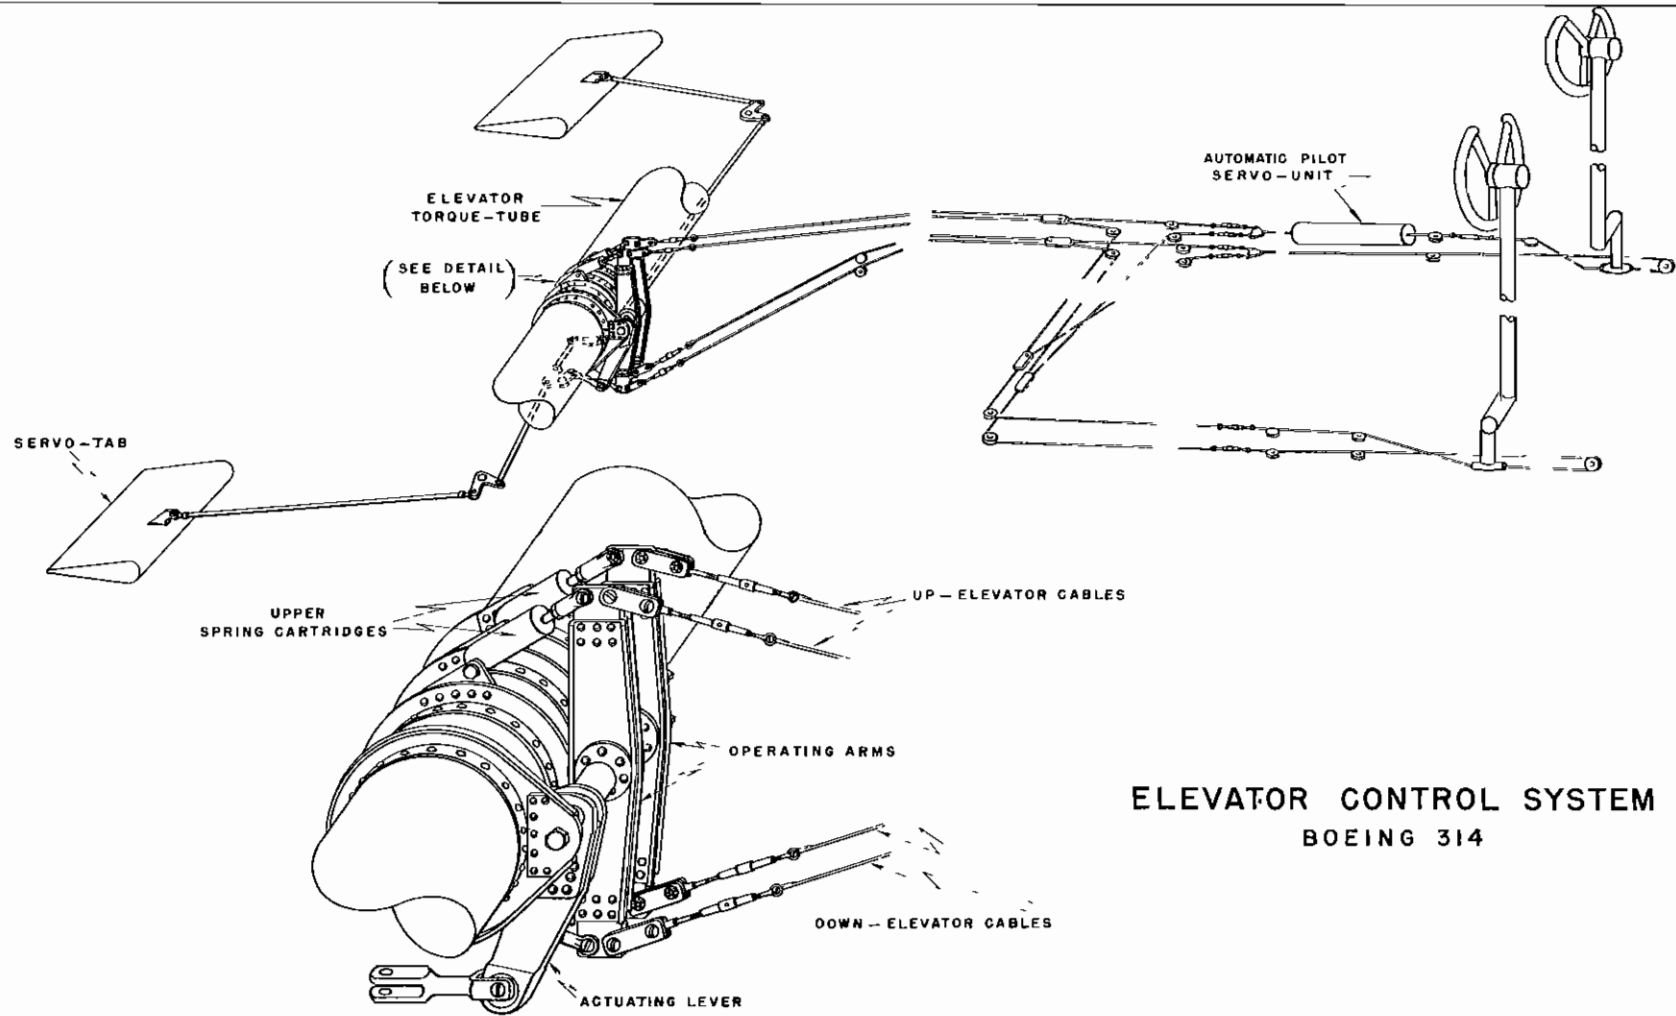 AUTOMATIC PILOT
SERVO-UNIT
ELEVATOR
TORQUE-TUBE
(SEE DETAIL
BELOW)
SERVO-TAB
UPPER
SPRING CARTRIDGES
UP-ELEVATOR CABLES
OPERATING ARMS
ELEVATOR CONTROL SYSTEM
BOEING 314
DOWN-ELEVATOR CABLES
ACTUATING LEVER